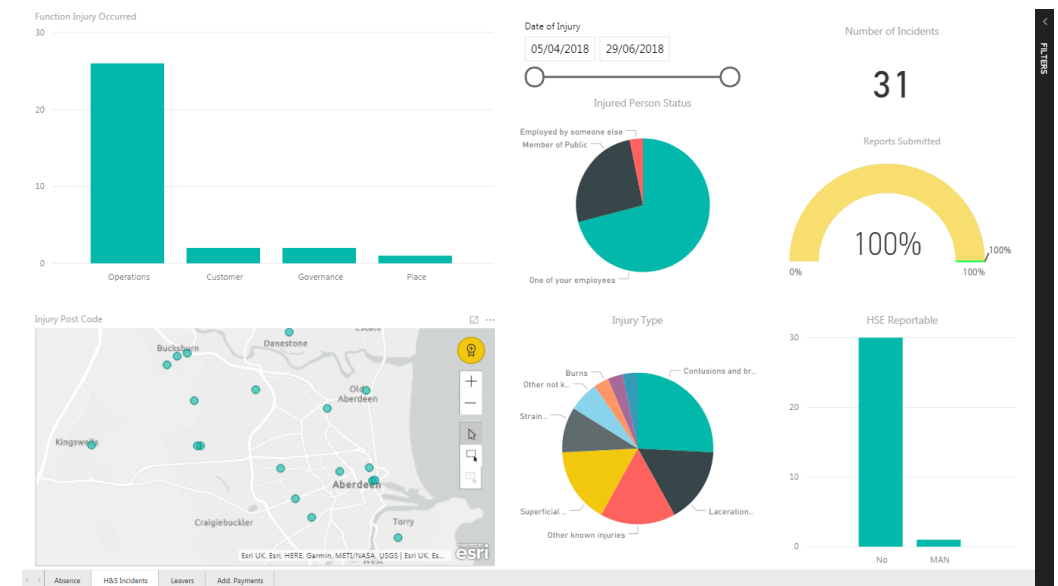 Function Injury Occurred
30
20
10
0
Operations
Customer
Governance
Place
Date of Injury
05/04/2018
29/06/2018
Injured Person Status
Employed by someone else
Member of Public
One of your employees
Number of Incidents
31
Reports Submitted
100%
0%
100%
100%
FILTERS
Injury Post Code
Bucksburn
Danestone
Old
Aberdeen
Kingswells
Aberdeen
Craigiebuckler
Torry
Esri UK, Esri, HERE, Garmin, METI/NASA, USGS | Esri UK, Es...
esri
Injury Type
Burns
Other not k...
Strain...
Superficial ...
Other known injuries
Contusions and br...
Laceration...
HSE Reportable
30
20
10
0
No
MAN
Absence
H&S Incidents
Leavers
Add. Payments